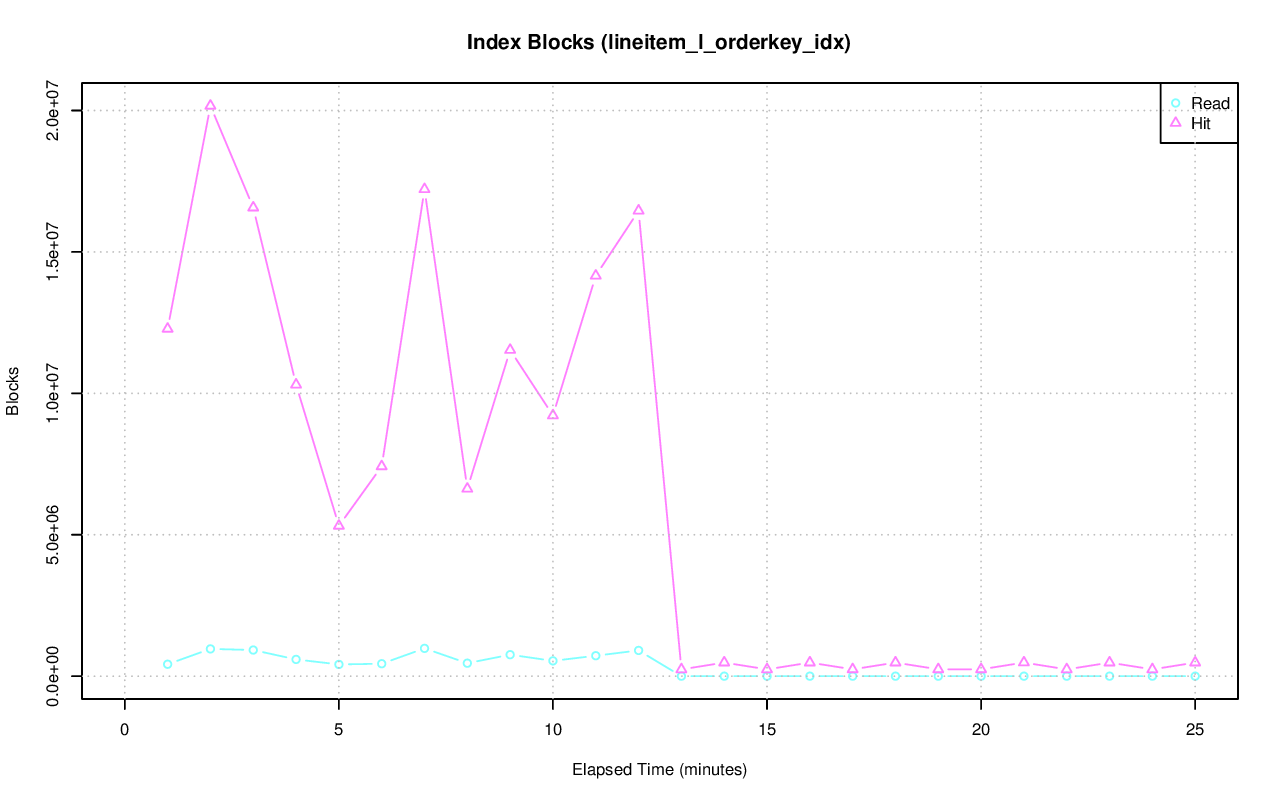 Index Blocks (lineitem_l_orderkey_idx)
Read
Hit
2.0e+07
1.5e+07
1.0e+07
5.0e+06
0.0e+00
Blocks
0 5 10 15 20 25
Elapsed Time (minutes)